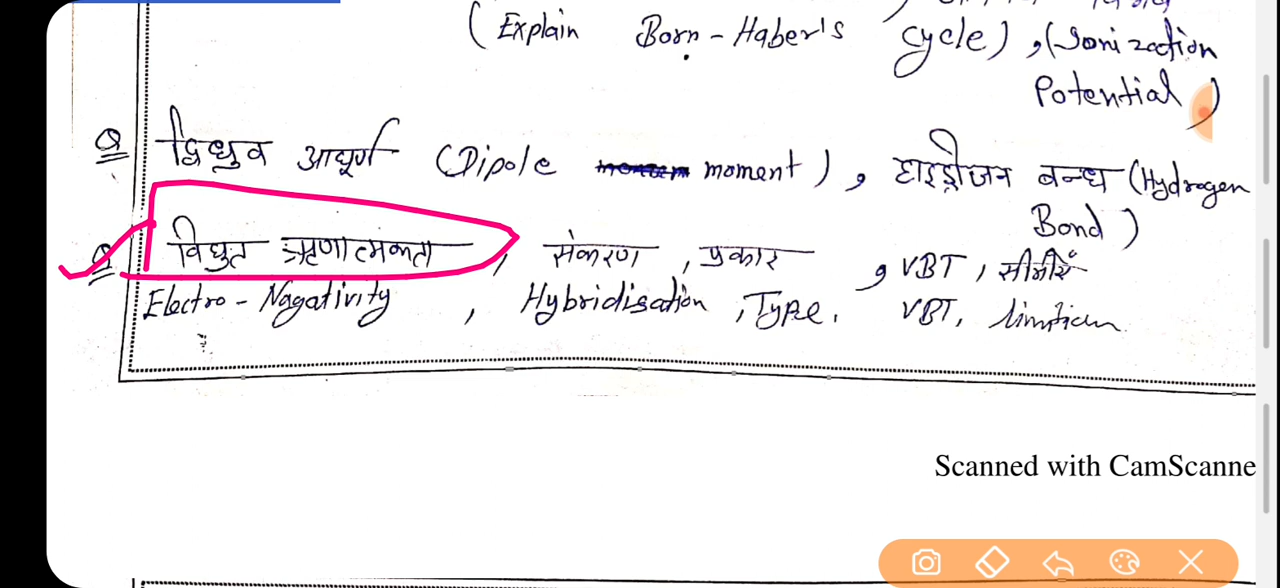 (Explain Born-Haber's cycle), (Ionization
Potential)
Q द्विध्रुव आघूर्ण (Dipole moment), हाइड्रोजन बन्ध (Hydrogen
Bond)
Q विधुत ऋणात्मकता, संकरण, प्रकार, VBT, सीमाएँ
Electro-Nagativity, Hybridisation, Type, VBT,
Scanned with CamScanne